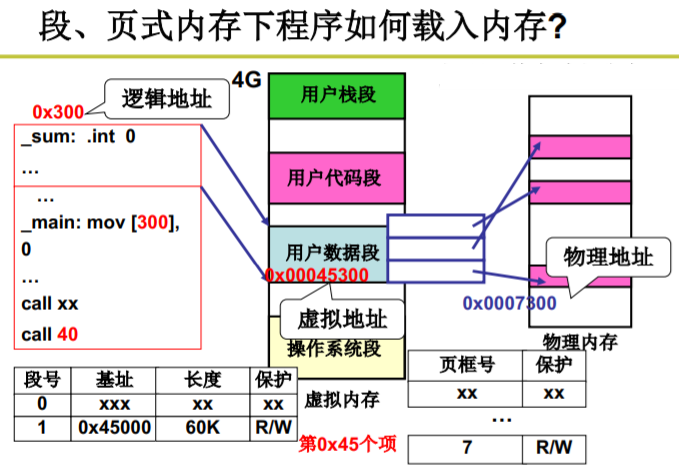 段、页式内存下程序如何载入内存?
4G
0x300
逻辑地址
_sum: .int 0
...
...
_main: mov [300],
0
...
call xx
call 40
用户栈段
用户代码段
用户数据段
0x00045300
虚拟地址
操作系统段
虚拟内存
物理地址
0x0007300
物理内存
段号 基址 长度 保护
0 xxx xx xx
1 0x45000 60K R/W
第0x45个项
页框号 保护
xx xx
...
7 R/W